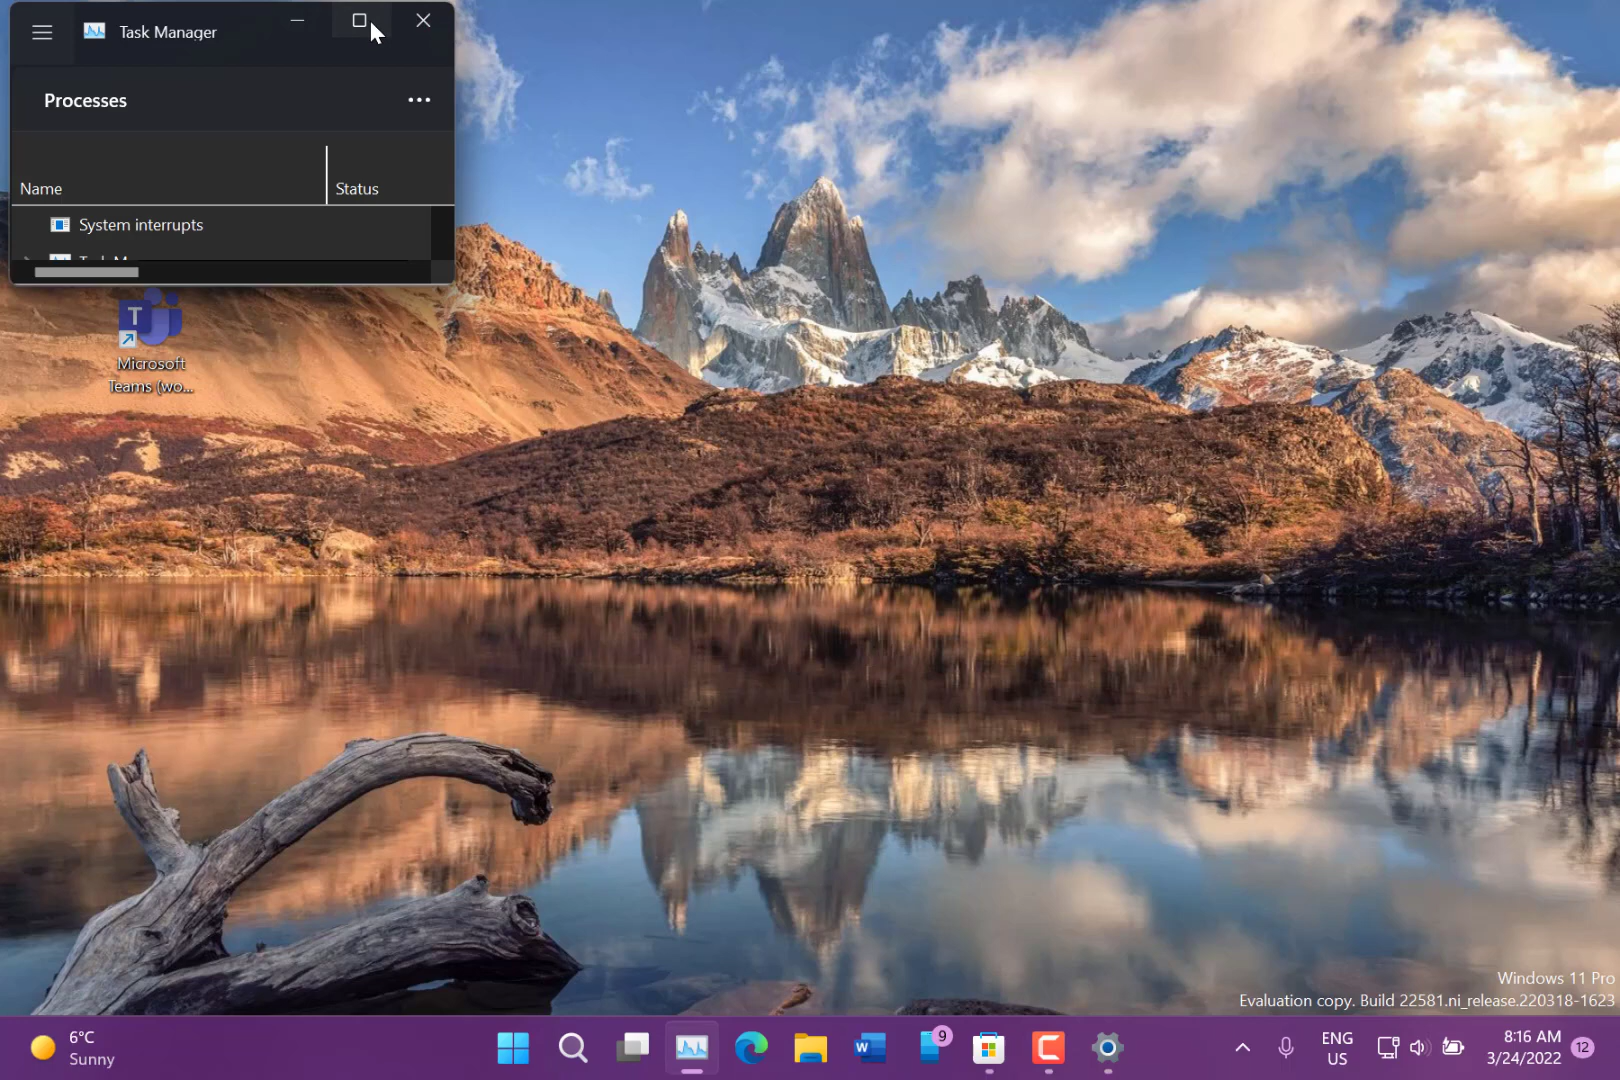 Task Manager
Processes
Name
Status
System interrupts
Microsoft
Teams (wo...
Windows 11 Pro
Evaluation copy. Build 22581.ni_release.220318-1623
6°C
Sunny
9
ENG
US
8:16 AM
3/24/2022
12